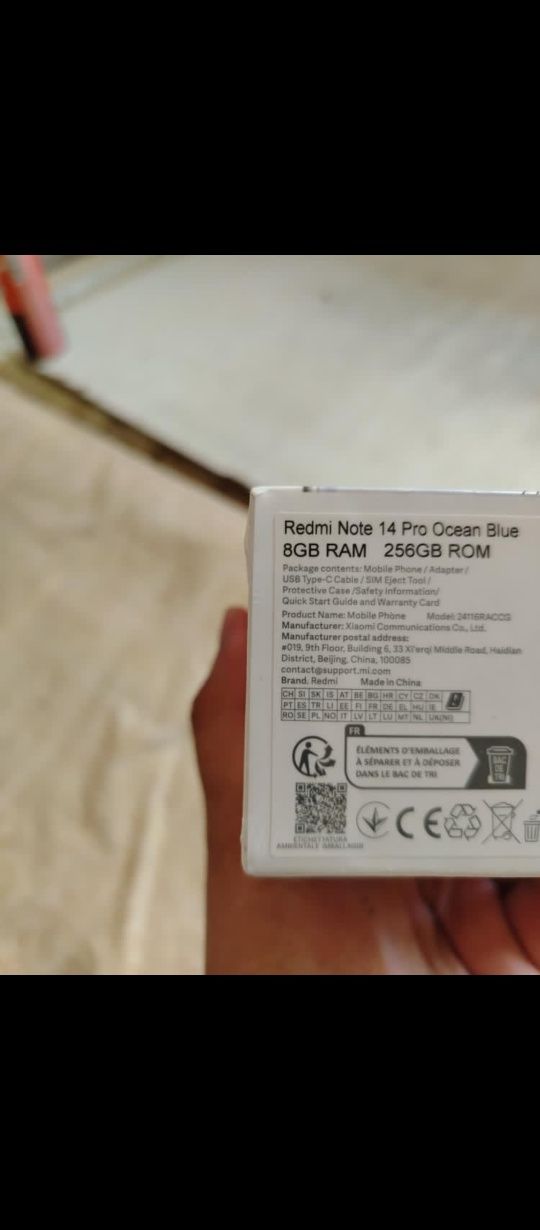 Redmi Note 14 Pro Ocean Blue
8GB RAM 256GB ROM
Package contents: Mobile Phone / Adapter /
USB Type-C Cable / SIM Eject Tool /
Protective Case /Safety Information/
Quick Start Guide and Warranty Card
Product Name: Mobile Phone Model: 24116RACCG
Manufacturer: Xiaomi Communications Co., Ltd.
Manufacturer postal address:
#019, 9th Floor, Building 6, 33 Xi'erqi Middle Road, Haidian
District, Beijing, China, 100085
contact@support.mi.com
Brand: Redmi Made in China
CH SI SK IS AT BE BG HR CY CZ DK
PT ES TR LI EE FI FR DE EL HU IE
RO SE PL NO IT LV LT LU MT NL UK(NI)
FR
ÉLÉMENTS D'EMBALLAGE
À SÉPARER ET À DÉPOSER
DANS LE BAC DE TRI
BAC
DE
TRI
CE
ETICHETTATURA
AMBIENTALE IMBALLAGGI